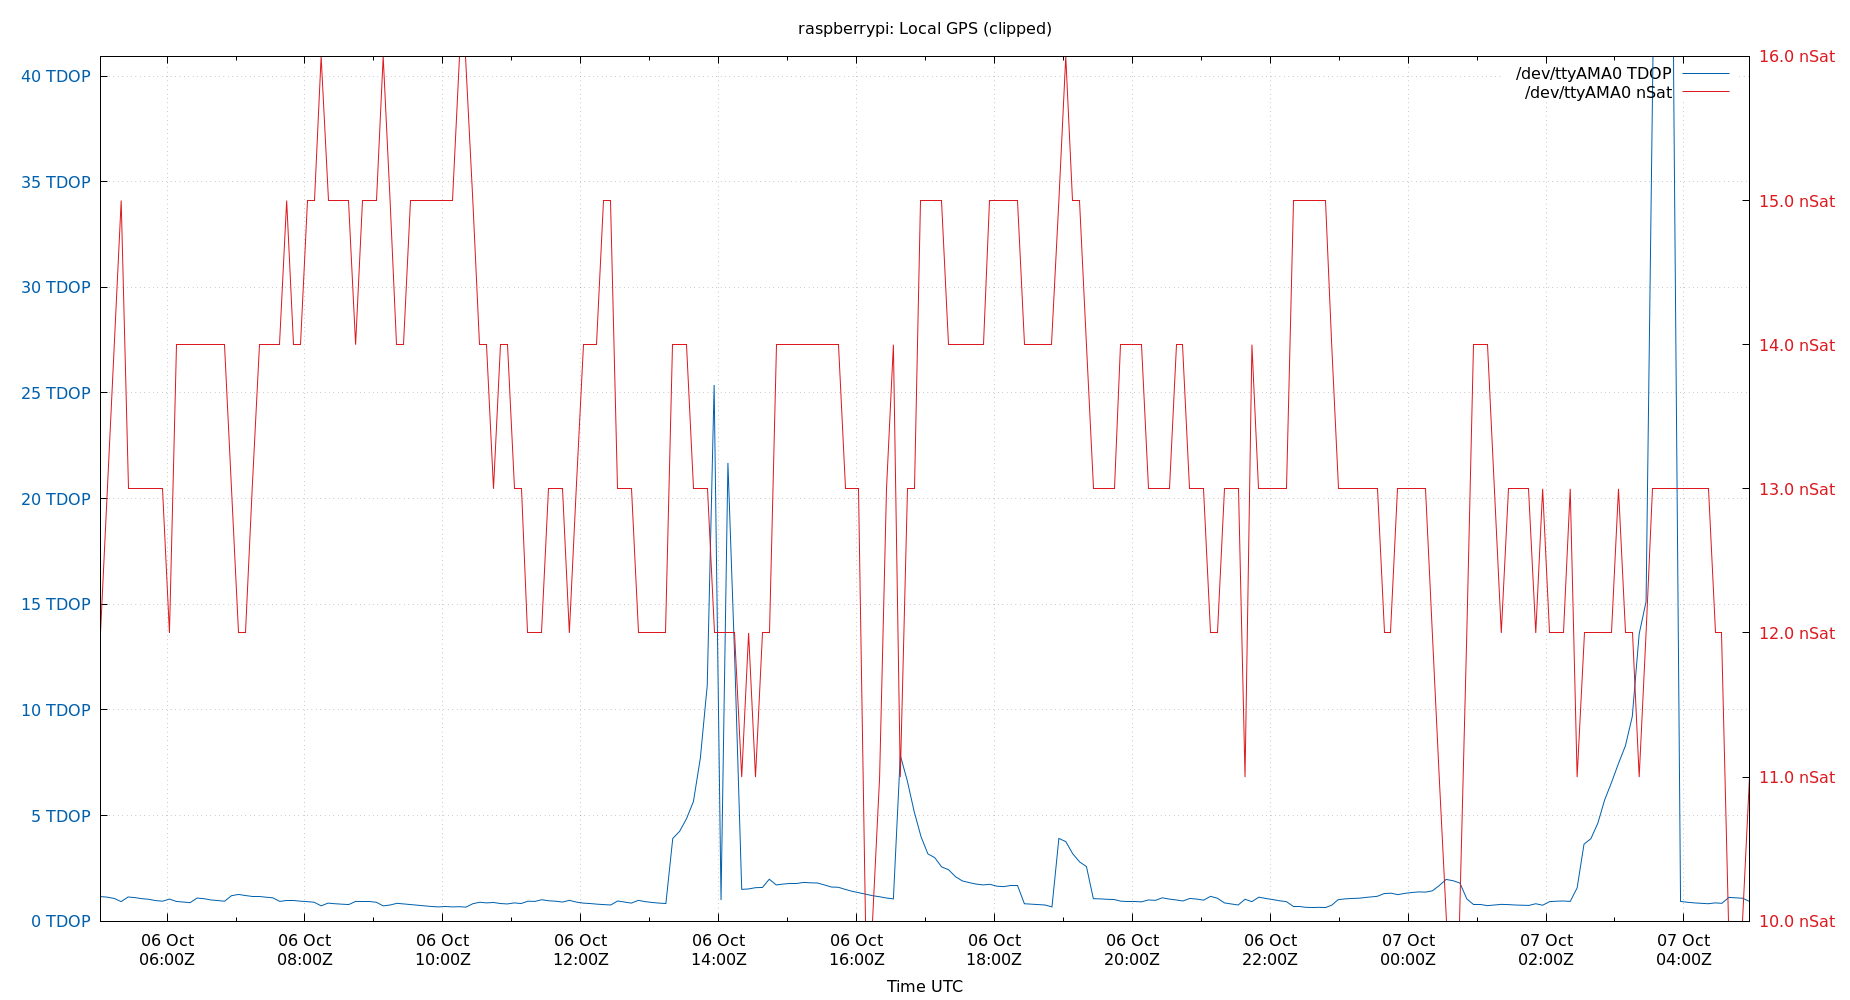 raspberrypi: Local GPS (clipped)
40 TDOP
35 TDOP
30 TDOP
25 TDOP
20 TDOP
15 TDOP
10 TDOP
5 TDOP
0 TDOP
16.0 nSat
15.0 nSat
14.0 nSat
13.0 nSat
12.0 nSat
11.0 nSat
10.0 nSat
/dev/ttyAMA0 TDOP
/dev/ttyAMA0 nSat
06 Oct
06:00Z
06 Oct
08:00Z
06 Oct
10:00Z
06 Oct
12:00Z
06 Oct
14:00Z
06 Oct
16:00Z
06 Oct
18:00Z
06 Oct
20:00Z
06 Oct
22:00Z
07 Oct
00:00Z
07 Oct
02:00Z
07 Oct
04:00Z
Time UTC